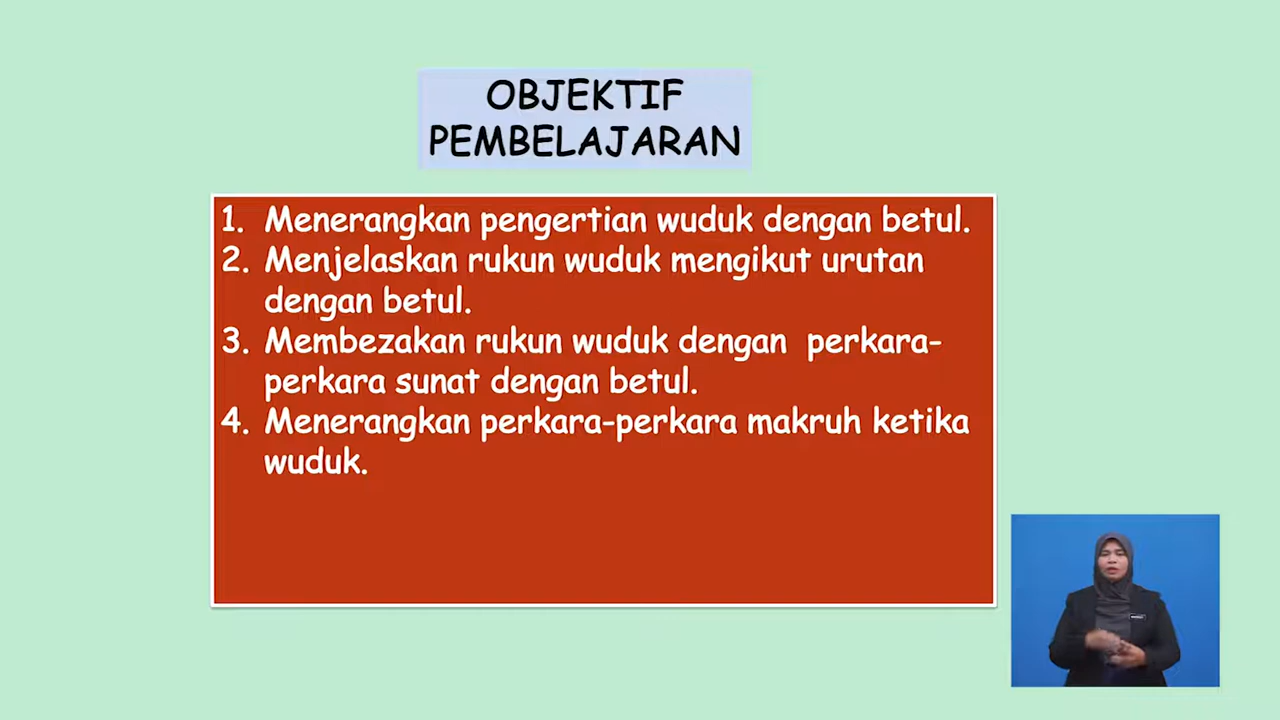 OBJEKTIF
PEMBELAJARAN
1. Menerangkan pengertian wuduk dengan betul.
2. Menjelaskan rukun wuduk mengikut urutan
dengan betul.
3. Membezakan rukun wuduk dengan perkara-
perkara sunat dengan betul.
4. Menerangkan perkara-perkara makruh ketika
wuduk.